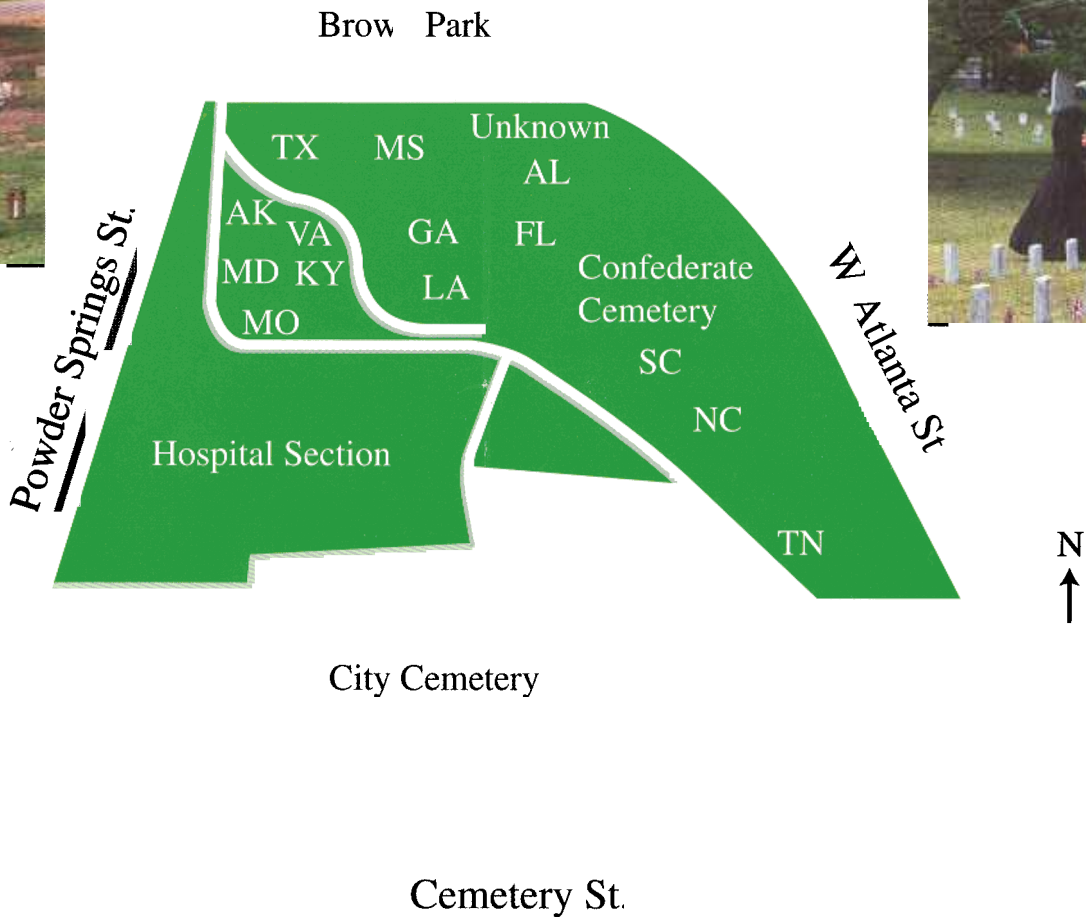 Brow Park
Unknown
TX MS
AL
AK
VA GA FL
MD KY
Confederate
Cemetery
LA
MO
SC
NC
Hospital Section
TN
Powder Springs St.
W Atlanta St
N
City Cemetery
Cemetery St.